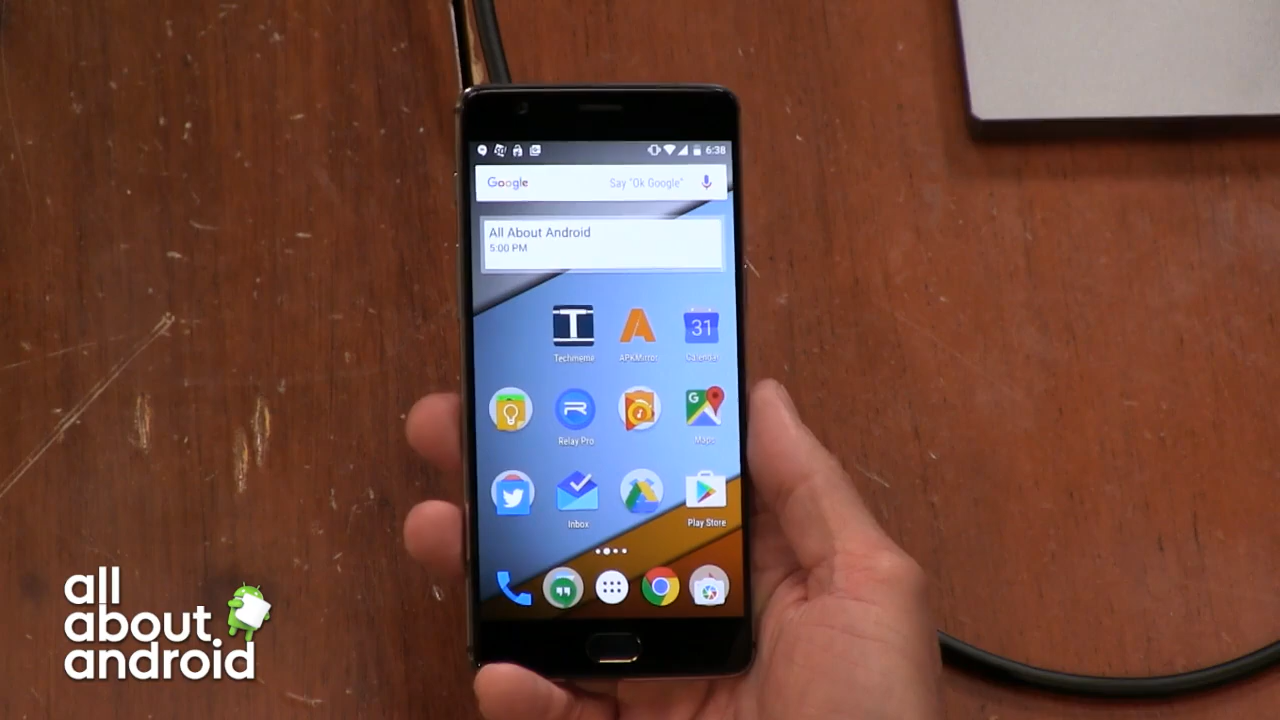 6:38
Google Say "Ok Google"
All About Android
5:00 PM
Techmeme
APKMirror
31
Calendar
G
Relay Pro
Maps
Inbox
Play Store
all
about
android